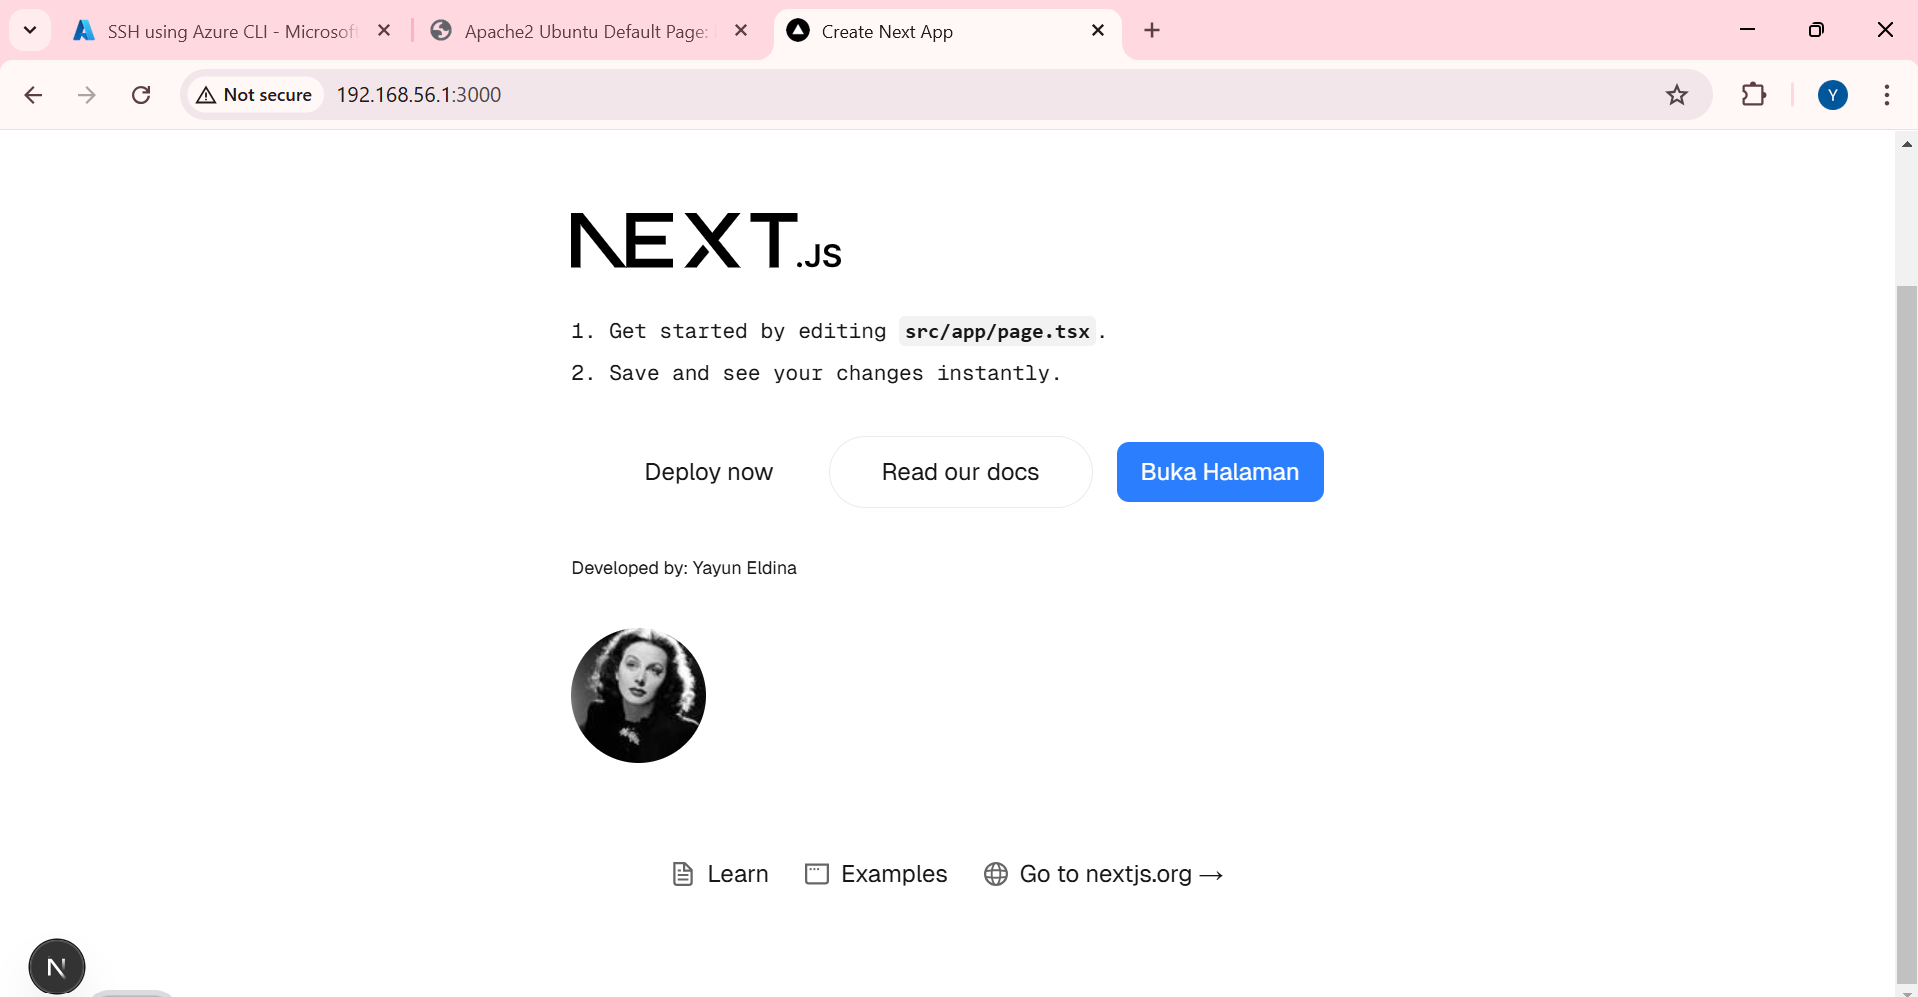 SSH using Azure CLI - Microsof
Apache2 Ubuntu Default Page:
Create Next App
Not secure
192.168.56.1:3000
Y
NEXT.JS
1. Get started by editing src/app/page.tsx.
2. Save and see your changes instantly.
Deploy now
Read our docs
Buka Halaman
Developed by: Yayun Eldina
Learn
Examples
Go to nextjs.org →
N